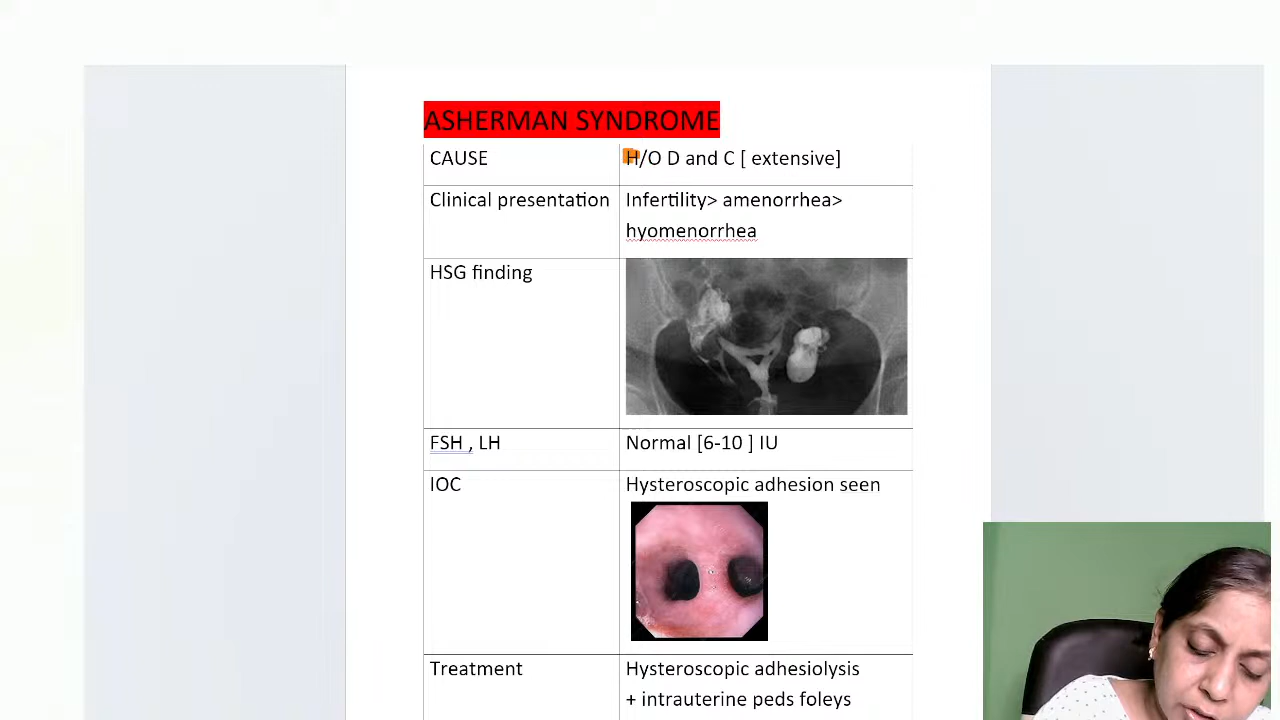 ASHERMAN SYNDROME
CAUSE H/O D and C [ extensive]
Clinical presentation Infertility> amenorrhea>
hyomenorrhea
HSG finding
FSH , LH Normal [6-10 ] IU
IOC Hysteroscopic adhesion seen
Treatment Hysteroscopic adhesiolysis
+ intrauterine peds foleys